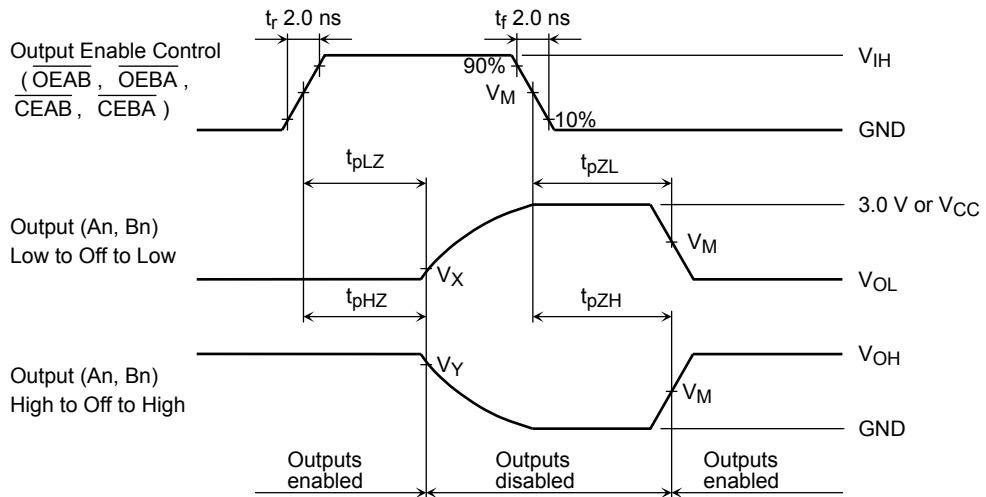 tr 2.0 ns
tf 2.0 ns
Output Enable Control
( OEAB , OEBA ,
CEAB , CEBA )
90%
VM
10%
VIH
GND
tpLZ
tpZL
3.0 V or VCC
Output (An, Bn)
Low to Off to Low
VX
VM
VOL
tpHZ
tpZH
VOH
Output (An, Bn)
High to Off to High
VY
VM
GND
Outputs
enabled
Outputs
disabled
Outputs
enabled